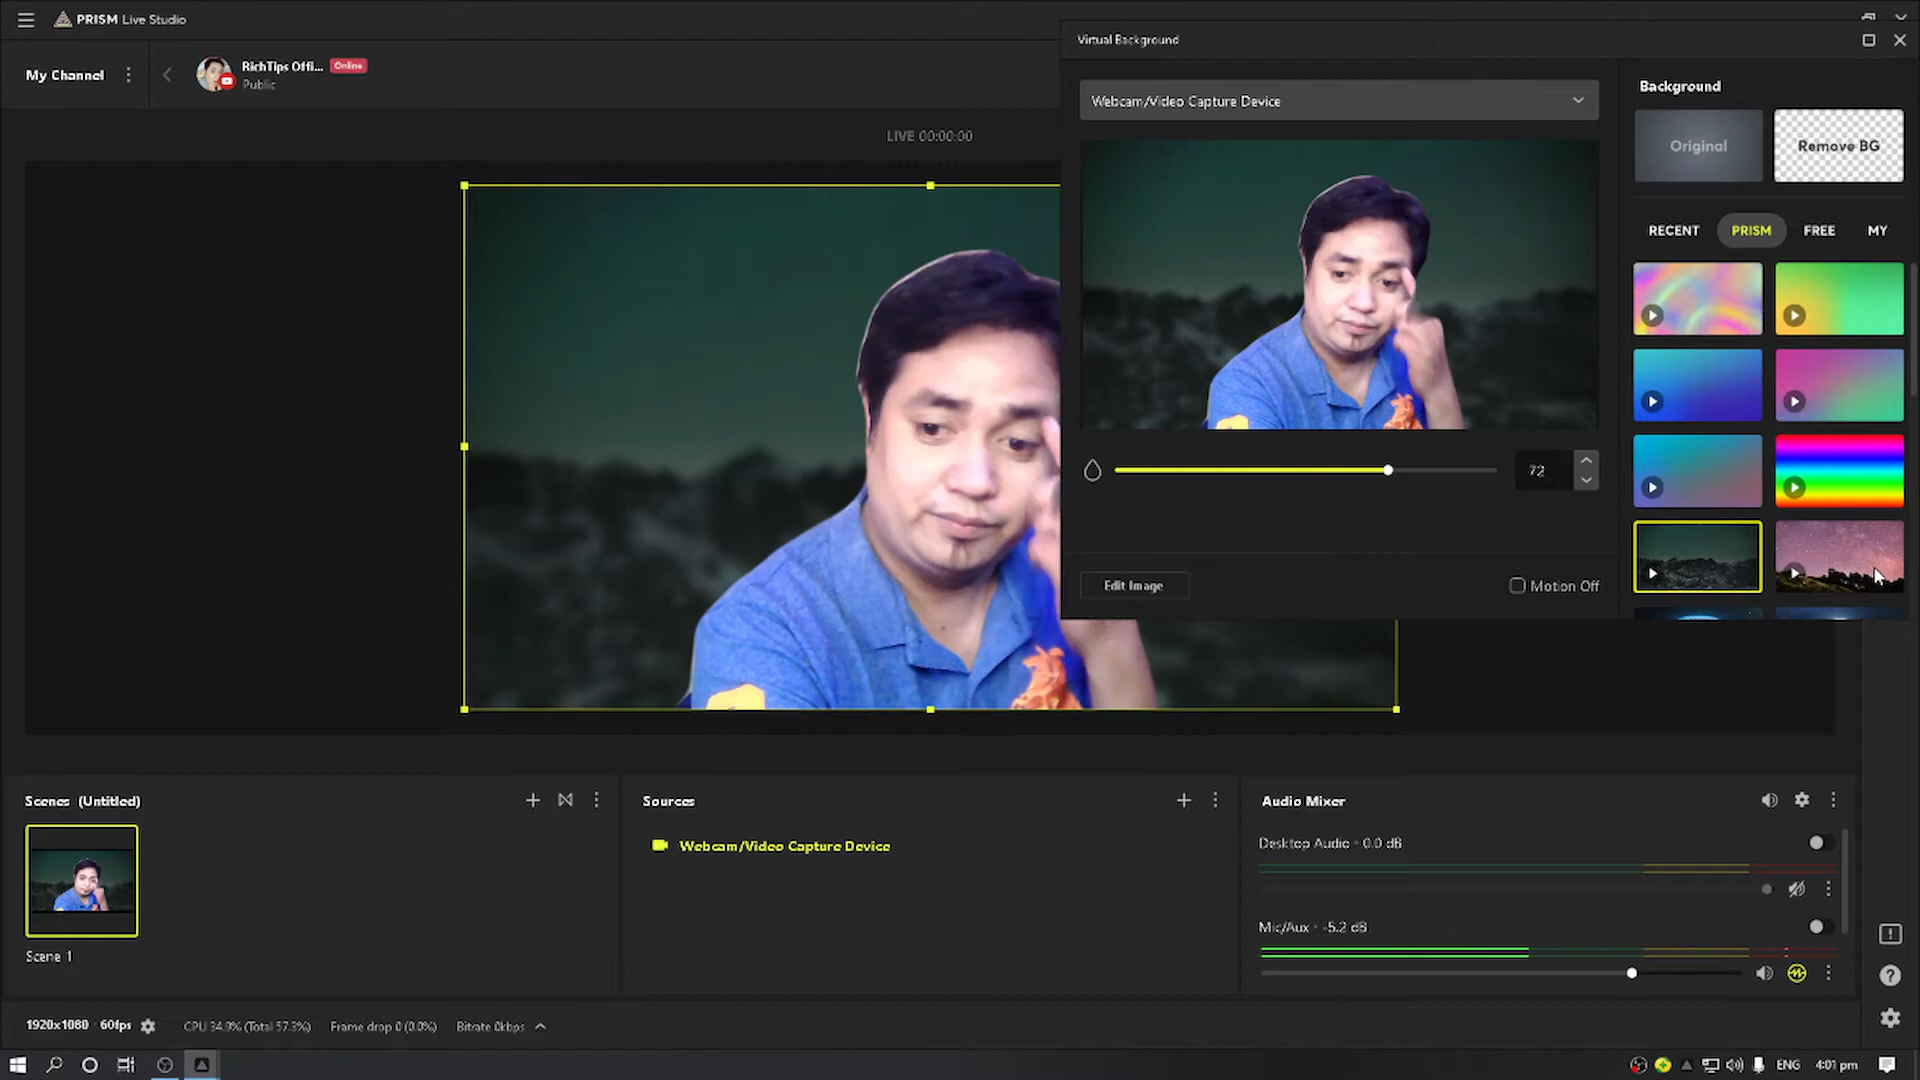 PRISM Live Studio
My Channel
RichTips Offi... Online
Public
LIVE 00:00:00
Virtual Background
Webcam/Video Capture Device
72
Edit Image
Motion Off
Background
Original
Remove BG
RECENT PRISM FREE MY
Scenes (Untitled)
Scene 1
Sources
Webcam/Video Capture Device
Audio Mixer
Desktop Audio • 0.0 dB
Mic/Aux • -5.2 dB
1920x1080 60fps CPU 34.9% (Total 57.3%) Frame drop 0 (0.0%) Bitrate 0kbps
ENG 4:01 pm